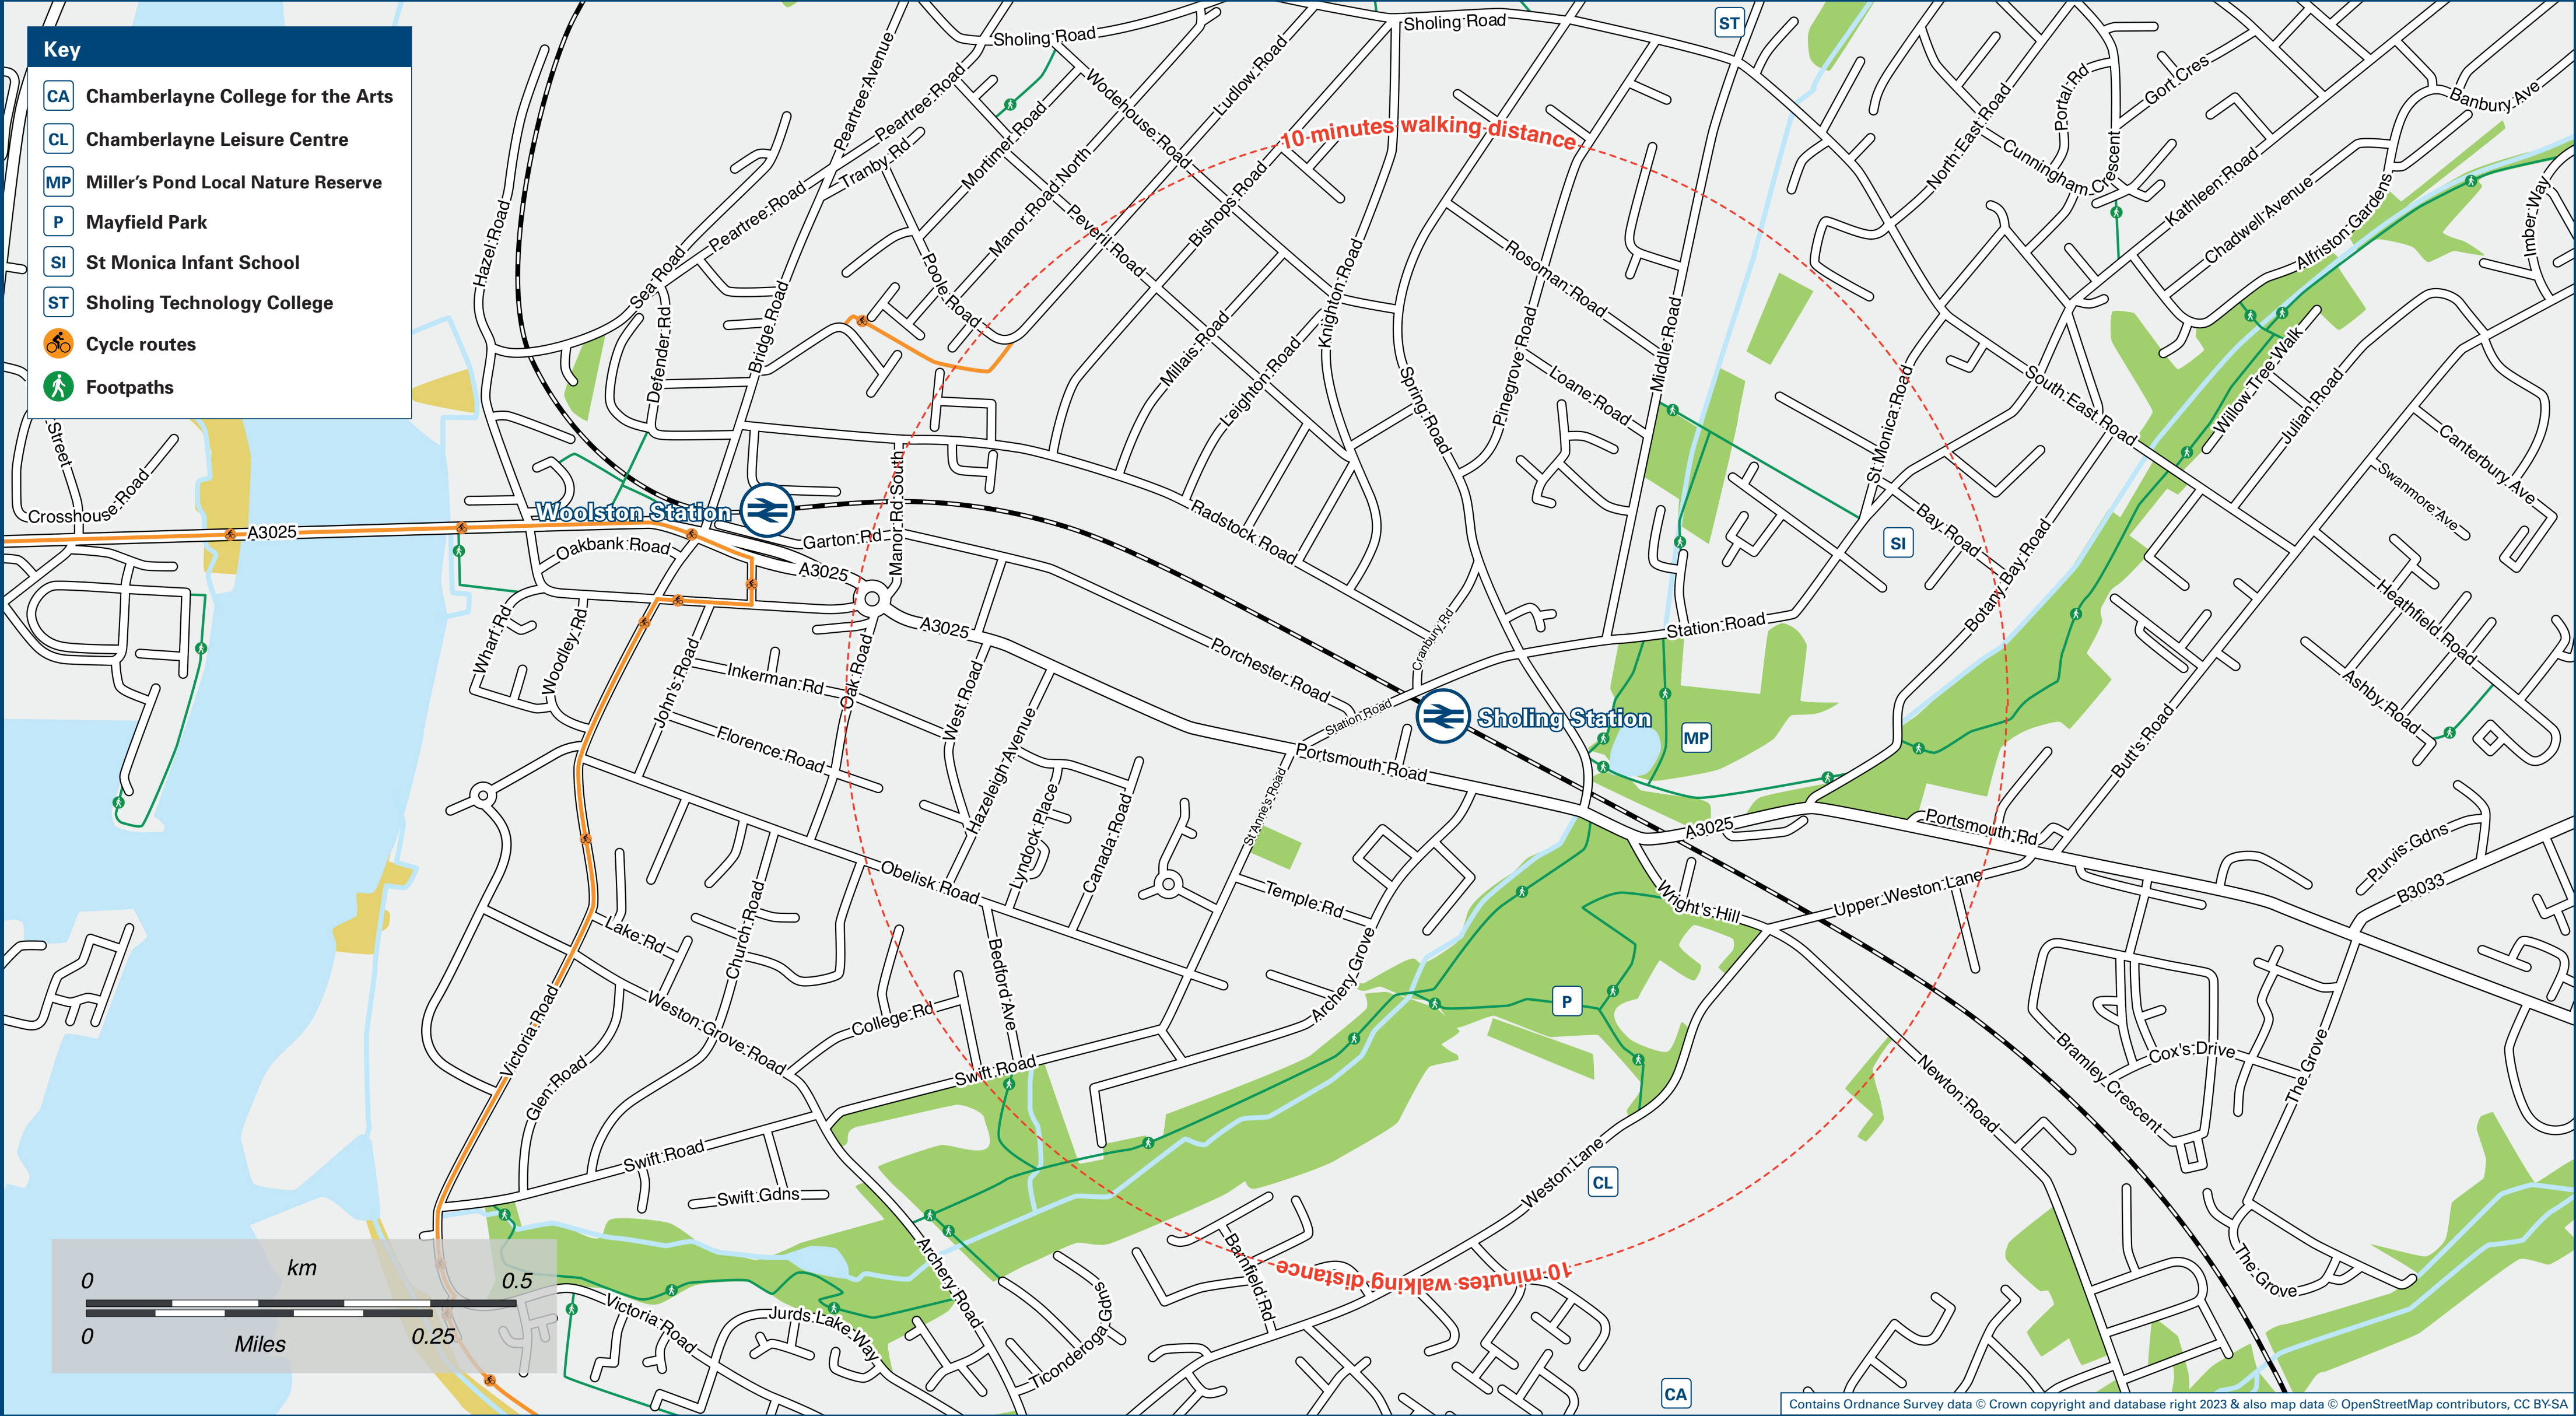 Key
CA Chamberlayne College for the Arts
CL Chamberlayne Leisure Centre
MP Miller's Pond Local Nature Reserve
P Mayfield Park
SI St Monica Infant School
ST Sholing Technology College
Cycle routes
Footpaths
Sholing Road
Sholing Road
ST
Peartree Avenue
Peartree Road
Tranby Rd
Mortimer Road
Wodehouse Road
Ludlow Road
Manor Road North
Peveril Road
Bishops Road
10 minutes walking distance
Portal Rd
Gort Cres
Banbury Ave
North East Road
Cunningham Crescent
Kathleen Road
Chadwell Avenue
Alfriston Gardens
Imber Way
Hazel Road
Peartree Road
Sea Road
Defender Rd
Bridge Road
Poole Road
Millais Road
Leighton Road
Knighton Road
Spring Road
Rosoman Road
Pinegrove Road
Loane Road
Middle Road
St Monica Road
South East Road
Willow Tree Walk
Julian Road
Canterbury Ave
Swanmore Ave
Street
Crosshouse Road
A3025
Woolston Station
Manor Rd South
Garton Rd
Oakbank Road
A3025
Radstock Road
SI
Bay Road
Botany Bay Road
Heathfield Road
Ashby Road
Wharf Rd
Woodley Rd
John's Road
Inkerman Rd
Oak Road
A3025
West Road
Porchester Road
Cranbury Rd
Station Road
Station Road
Sholing Station
MP
Florence Road
Hazeleigh Avenue
Portsmouth Road
St Annie's Road
Lyndock Place
Canada Road
Butt's Road
A3025
Portsmouth Rd
Purvis Gdns
B3033
Obelisk Road
Temple Rd
Wright's Hill
Upper Weston Lane
Lake Rd
Church Road
Bedford Ave
Archery Grove
P
Victoria Road
Weston Grove Road
College Rd
Swift Road
Glen Road
Swift Road
Swift Gdns
Newton Road
Bramley Crescent
Cox's Drive
The Grove
Weston Lane
CL
Archery Road
Barnfield Rd
10 minutes walking distance
The Grove
Victoria Road
Jurds Lake Way
Ticonderoga Gdns
CA
km
0 0.5
0 0.25
Miles
Contains Ordnance Survey data © Crown copyright and database right 2023 & also map data © OpenStreetMap contributors, CC BY-SA